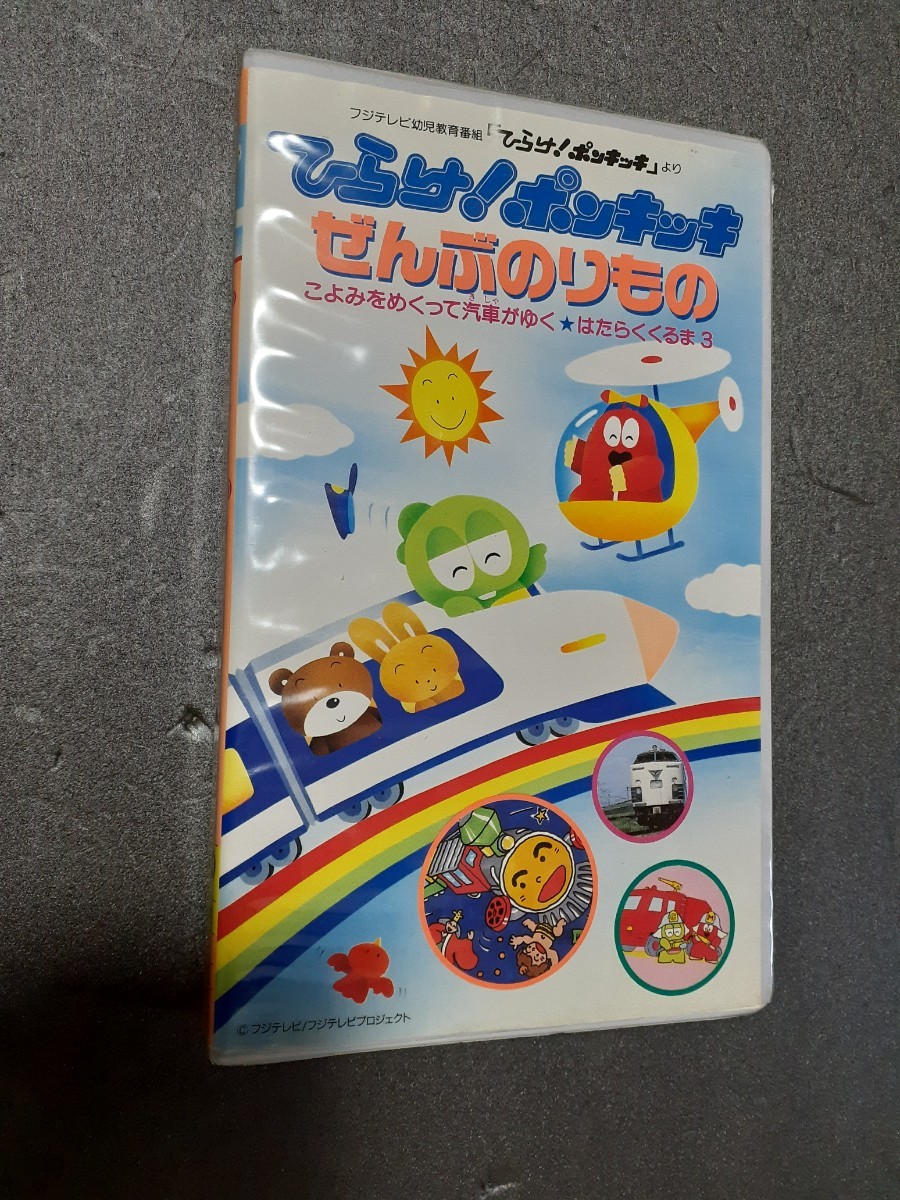 フジテレビ幼児教育番組「ひらけ!ポンキッキ」より
ひらけ!ポンキッキ
ぜんぶのりもの
こよみをめくって汽車がゆく★はたらくくるま3
きしゃ
©フジテレビ/フジテレビプロジェクト